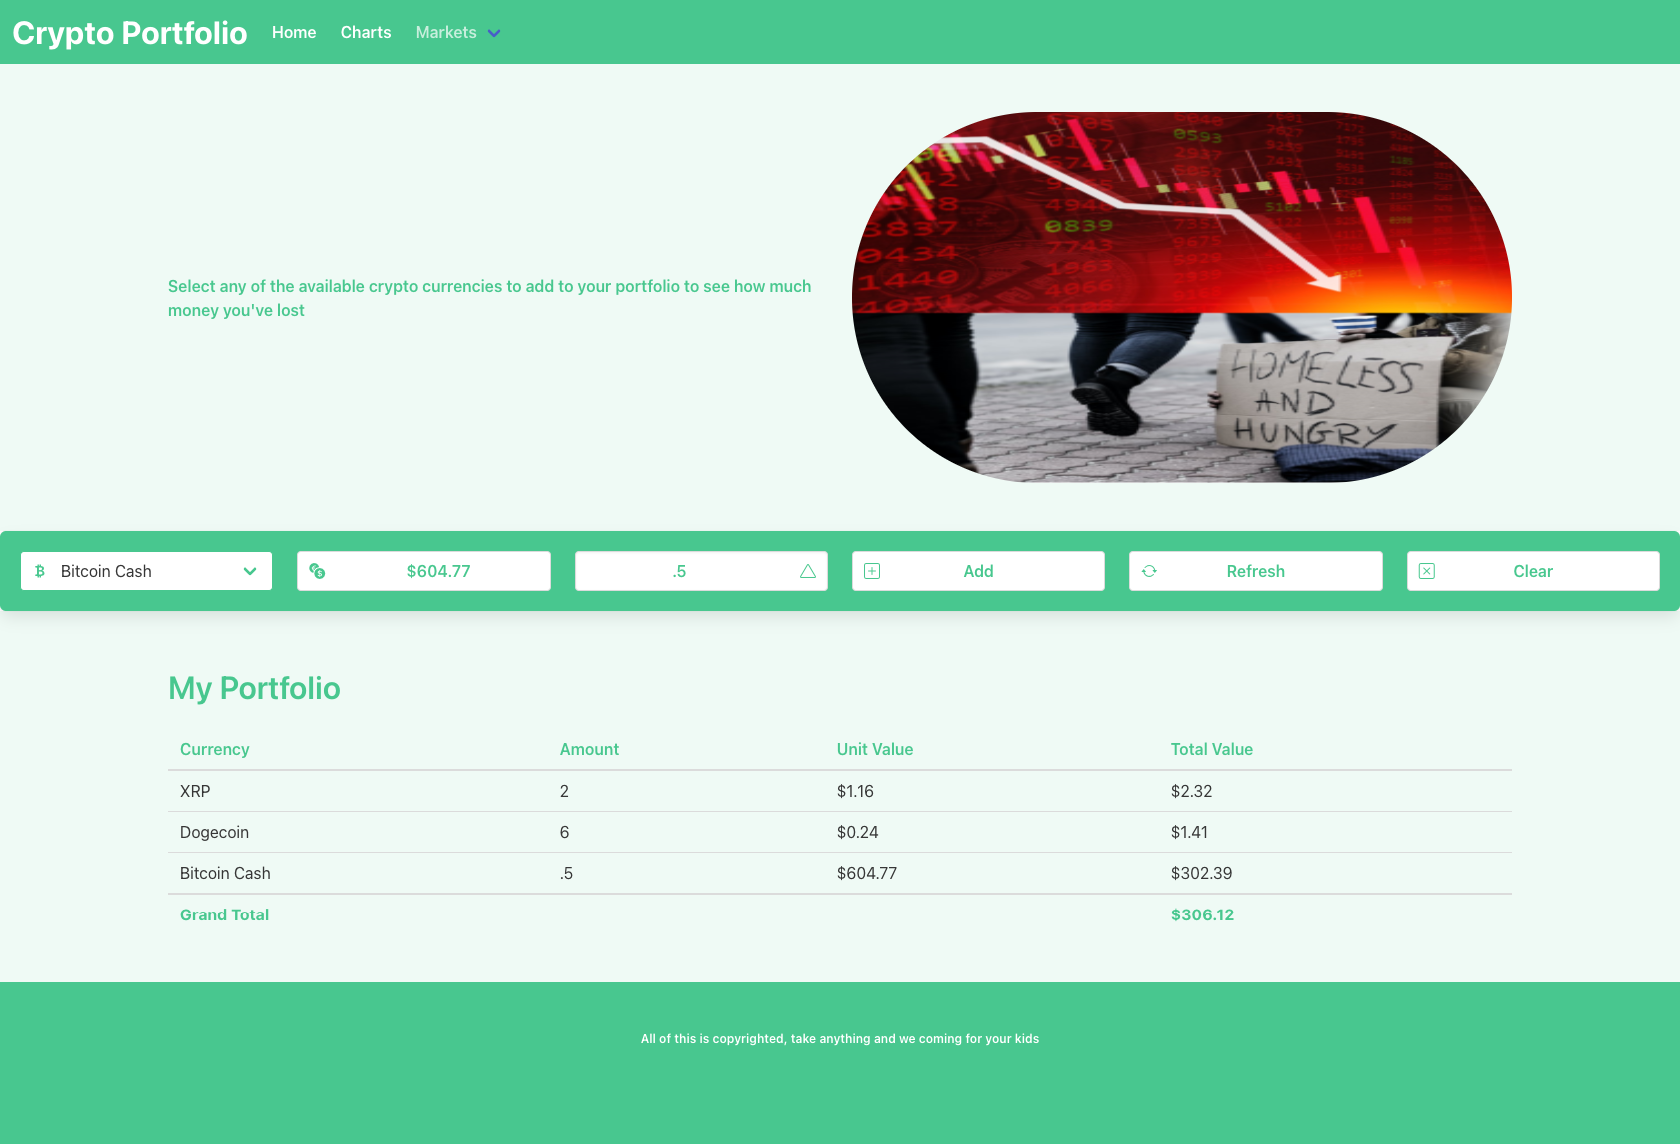 Crypto Portfolio Home Charts Markets
0593
0839
HOMELESS
AND
HUNGRY
Select any of the available crypto currencies to add to your portfolio to see how much
money you've lost
Bitcoin Cash $604.77 .5 Add Refresh Clear
My Portfolio
Currency Amount Unit Value Total Value
XRP 2 $1.16 $2.32
Dogecoin 6 $0.24 $1.41
Bitcoin Cash .5 $604.77 $302.39
Grand Total $306.12
All of this is copyrighted, take anything and we coming for your kids